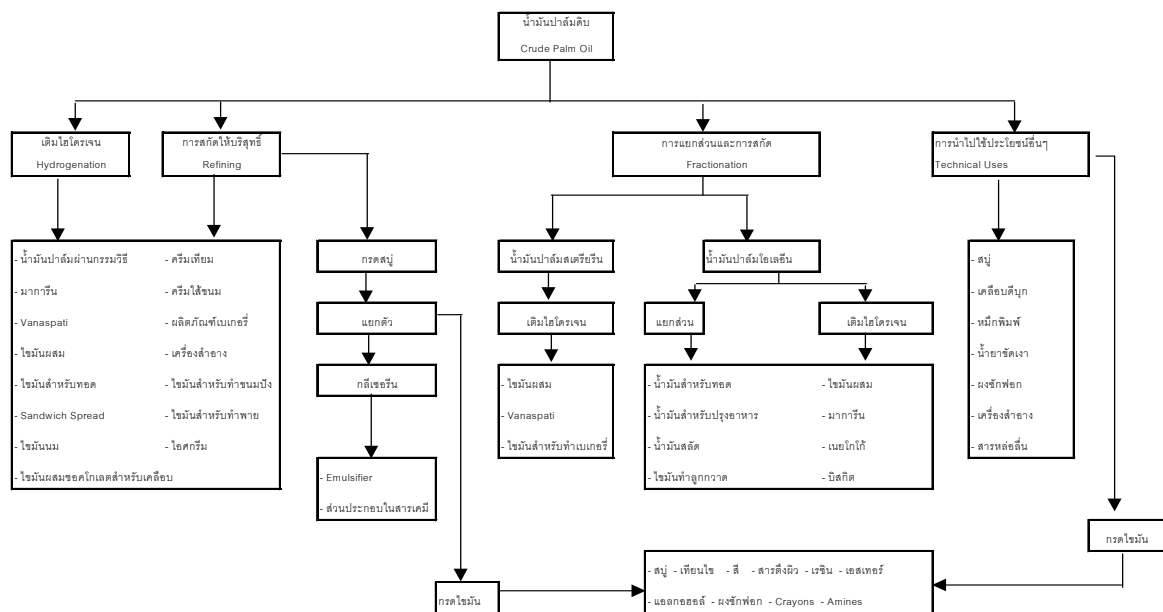 น้ำมันปาล์มดิบ
Crude Palm Oil
เติมไฮโดรเจน
Hydrogenation
การสกัดให้บริสุทธิ์
Refining
การแยกส่วนและการสกัด
Fractionation
การนำไปใช้ประโยชน์อื่นๆ
Technical Uses
- น้ำมันปาล์มผ่านกรรมวิธี
- มาการีน
- Vanaspati
- ไขมันผสม
- ไขมันสำหรับทอด
- Sandwich Spread
- ไขมันนม
- ไขมันผสมชอคโกเลตสำหรับเคลือบ
- ครีมเทียม
- ครีมใส้ขนม
- ผลิตภัณฑ์เบเกอรี่
- เครื่องสำอาง
- ไขมันสำหรับทำขนมปัง
- ไขมันสำหรับทำพาย
- ไอศกรีม
กรดสบู่
แยกตัว
กลีเซอรีน
- Emulsifier
- ส่วนประกอบในสารเคมี
กรดไขมัน
น้ำมันปาล์มสเตรียรีน
เติมไฮโดรเจน
- ไขมันผสม
- Vanaspati
- ไขมันสำหรับทำเบเกอรี่
น้ำมันปาล์มโอเลอีน
แยกส่วน
เติมไฮโดรเจน
- น้ำมันสำหรับทอด
- น้ำมันสำหรับปรุงอาหาร
- น้ำมันสลัด
- ไขมันทำลูกกวาด
- ไขมันผสม
- มาการีน
- เนยโกโก้
- บิสกิต
- สบู่
- เคลือบดีบุก
- หมึกพิมพ์
- น้ำยาขัดเงา
- ผงซักฟอก
- เครื่องสำอาง
- สารหล่อลื่น
กรดไขมัน
- สบู่ - เทียนไข - สี - สารตึงผิว - เรซิน - เอสเทอร์
- แอลกอฮอล์ - ผงซักฟอก - Crayons - Amines